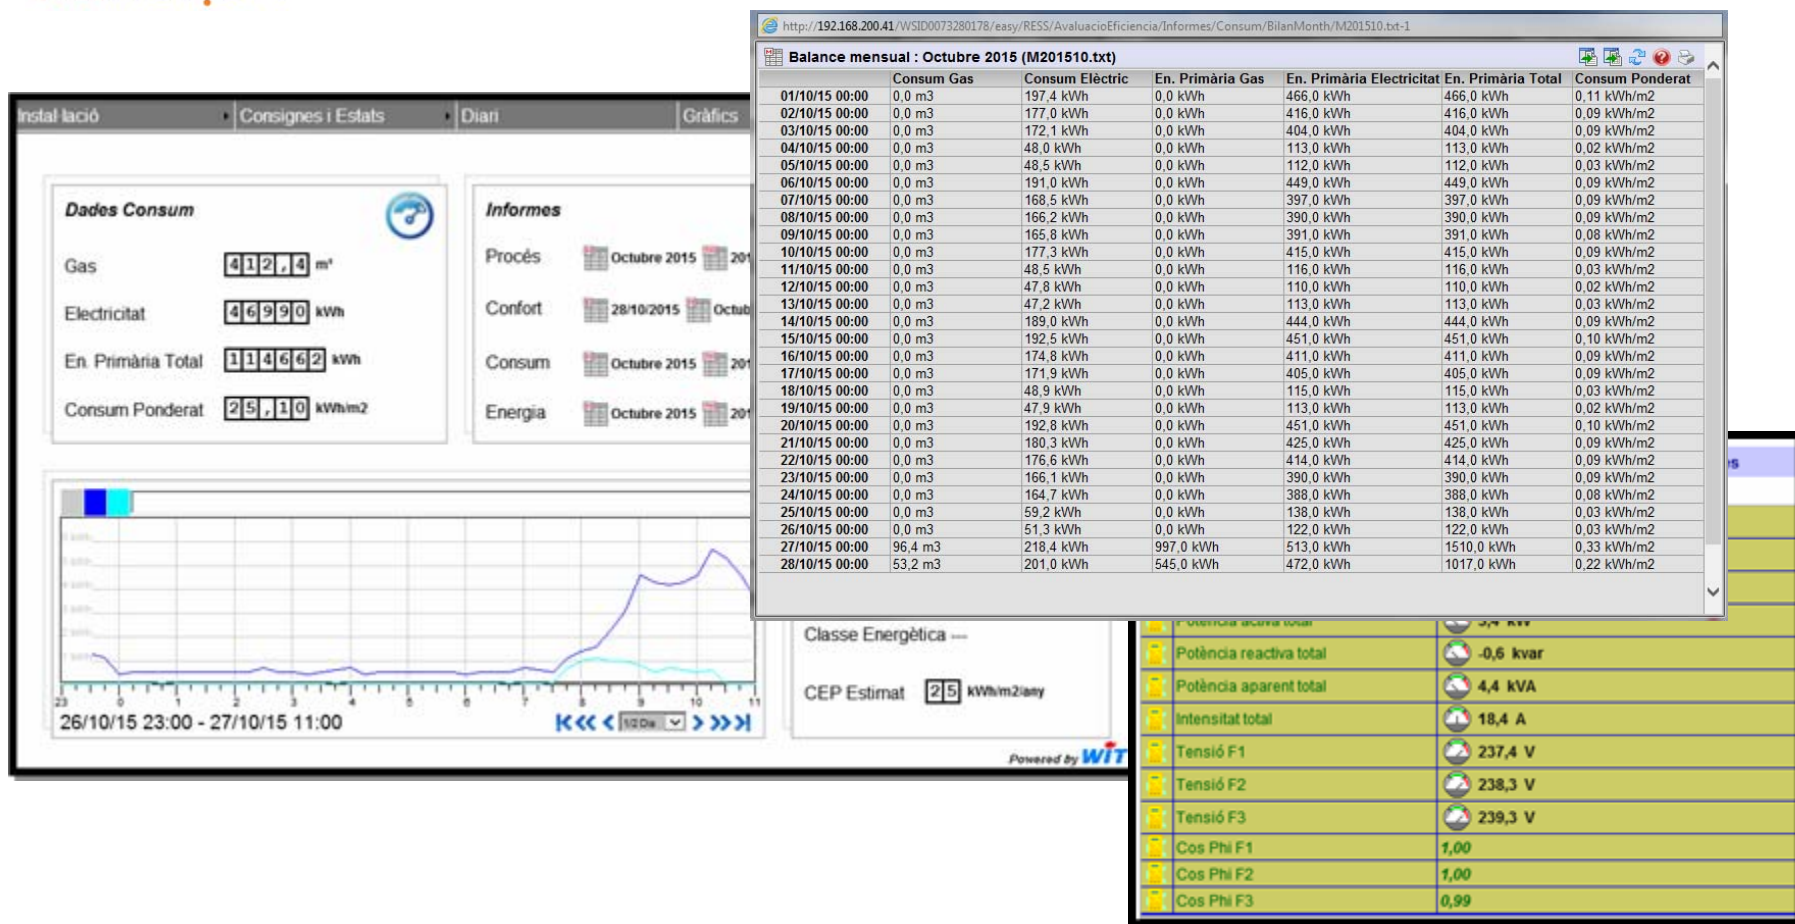 http://192.168.200.41/WSID0073280178/easy/RESS/AvaluacioEficiencia/Informes/Consum/BilanMonth/M201510.txt-1
Balance mensual : Octubre 2015 (M201510.txt)
Consum Gas Consum Elèctric En. Primària Gas En. Primària Electricitat En. Primària Total Consum Ponderat
01/10/15 00:00 0,0 m3 197,4 kWh 0,0 kWh 466,0 kWh 466,0 kWh 0,11 kWh/m2
02/10/15 00:00 0,0 m3 177,0 kWh 0,0 kWh 416,0 kWh 416,0 kWh 0,09 kWh/m2
03/10/15 00:00 0,0 m3 172,1 kWh 0,0 kWh 404,0 kWh 404,0 kWh 0,09 kWh/m2
04/10/15 00:00 0,0 m3 48,0 kWh 0,0 kWh 113,0 kWh 113,0 kWh 0,02 kWh/m2
05/10/15 00:00 0,0 m3 48,5 kWh 0,0 kWh 112,0 kWh 112,0 kWh 0,03 kWh/m2
06/10/15 00:00 0,0 m3 191,0 kWh 0,0 kWh 449,0 kWh 449,0 kWh 0,09 kWh/m2
07/10/15 00:00 0,0 m3 168,5 kWh 0,0 kWh 397,0 kWh 397,0 kWh 0,09 kWh/m2
08/10/15 00:00 0,0 m3 166,2 kWh 0,0 kWh 390,0 kWh 390,0 kWh 0,09 kWh/m2
09/10/15 00:00 0,0 m3 165,8 kWh 0,0 kWh 391,0 kWh 391,0 kWh 0,08 kWh/m2
10/10/15 00:00 0,0 m3 177,3 kWh 0,0 kWh 415,0 kWh 415,0 kWh 0,09 kWh/m2
11/10/15 00:00 0,0 m3 48,5 kWh 0,0 kWh 116,0 kWh 116,0 kWh 0,03 kWh/m2
12/10/15 00:00 0,0 m3 47,8 kWh 0,0 kWh 110,0 kWh 110,0 kWh 0,02 kWh/m2
13/10/15 00:00 0,0 m3 47,2 kWh 0,0 kWh 113,0 kWh 113,0 kWh 0,03 kWh/m2
14/10/15 00:00 0,0 m3 189,0 kWh 0,0 kWh 444,0 kWh 444,0 kWh 0,09 kWh/m2
15/10/15 00:00 0,0 m3 192,5 kWh 0,0 kWh 451,0 kWh 451,0 kWh 0,10 kWh/m2
16/10/15 00:00 0,0 m3 174,8 kWh 0,0 kWh 411,0 kWh 411,0 kWh 0,09 kWh/m2
17/10/15 00:00 0,0 m3 171,9 kWh 0,0 kWh 405,0 kWh 405,0 kWh 0,09 kWh/m2
18/10/15 00:00 0,0 m3 48,9 kWh 0,0 kWh 115,0 kWh 115,0 kWh 0,03 kWh/m2
19/10/15 00:00 0,0 m3 47,9 kWh 0,0 kWh 113,0 kWh 113,0 kWh 0,02 kWh/m2
20/10/15 00:00 0,0 m3 192,8 kWh 0,0 kWh 451,0 kWh 451,0 kWh 0,10 kWh/m2
21/10/15 00:00 0,0 m3 180,3 kWh 0,0 kWh 425,0 kWh 425,0 kWh 0,09 kWh/m2
22/10/15 00:00 0,0 m3 176,6 kWh 0,0 kWh 414,0 kWh 414,0 kWh 0,09 kWh/m2
23/10/15 00:00 0,0 m3 166,1 kWh 0,0 kWh 390,0 kWh 390,0 kWh 0,09 kWh/m2
24/10/15 00:00 0,0 m3 164,7 kWh 0,0 kWh 388,0 kWh 388,0 kWh 0,08 kWh/m2
25/10/15 00:00 0,0 m3 59,2 kWh 0,0 kWh 138,0 kWh 138,0 kWh 0,03 kWh/m2
26/10/15 00:00 0,0 m3 51,3 kWh 0,0 kWh 122,0 kWh 122,0 kWh 0,03 kWh/m2
27/10/15 00:00 96,4 m3 218,4 kWh 997,0 kWh 513,0 kWh 1510,0 kWh 0,33 kWh/m2
28/10/15 00:00 53,2 m3 201,0 kWh 545,0 kWh 472,0 kWh 1017,0 kWh 0,22 kWh/m2
Instal·lació Consignes i Estats Diari Gràfics
Dades Consum
Gas 412,4 m³
Electricitat 46990 kWh
En. Primària Total 114662 kWh
Consum Ponderat 25,10 kWh/m2
Informes
Procés Octubre 2015 201
Confort 28/10/2015 Octub
Consum Octubre 2015 201
Energia Octubre 2015 201
23 0 1 2 3 4 5 6 7 8 9 10 11
26/10/15 23:00 - 27/10/15 11:00 1/2 Dia
Classe Energètica ---
CEP Estimat 25 kWh/m2/any
Powered by WiT
es
Potència activa total 3,4 kW
Potència reactiva total -0,6 kvar
Potència aparent total 4,4 kVA
Intensitat total 18,4 A
Tensió F1 237,4 V
Tensió F2 238,3 V
Tensió F3 239,3 V
Cos Phi F1 1,00
Cos Phi F2 1,00
Cos Phi F3 0,99